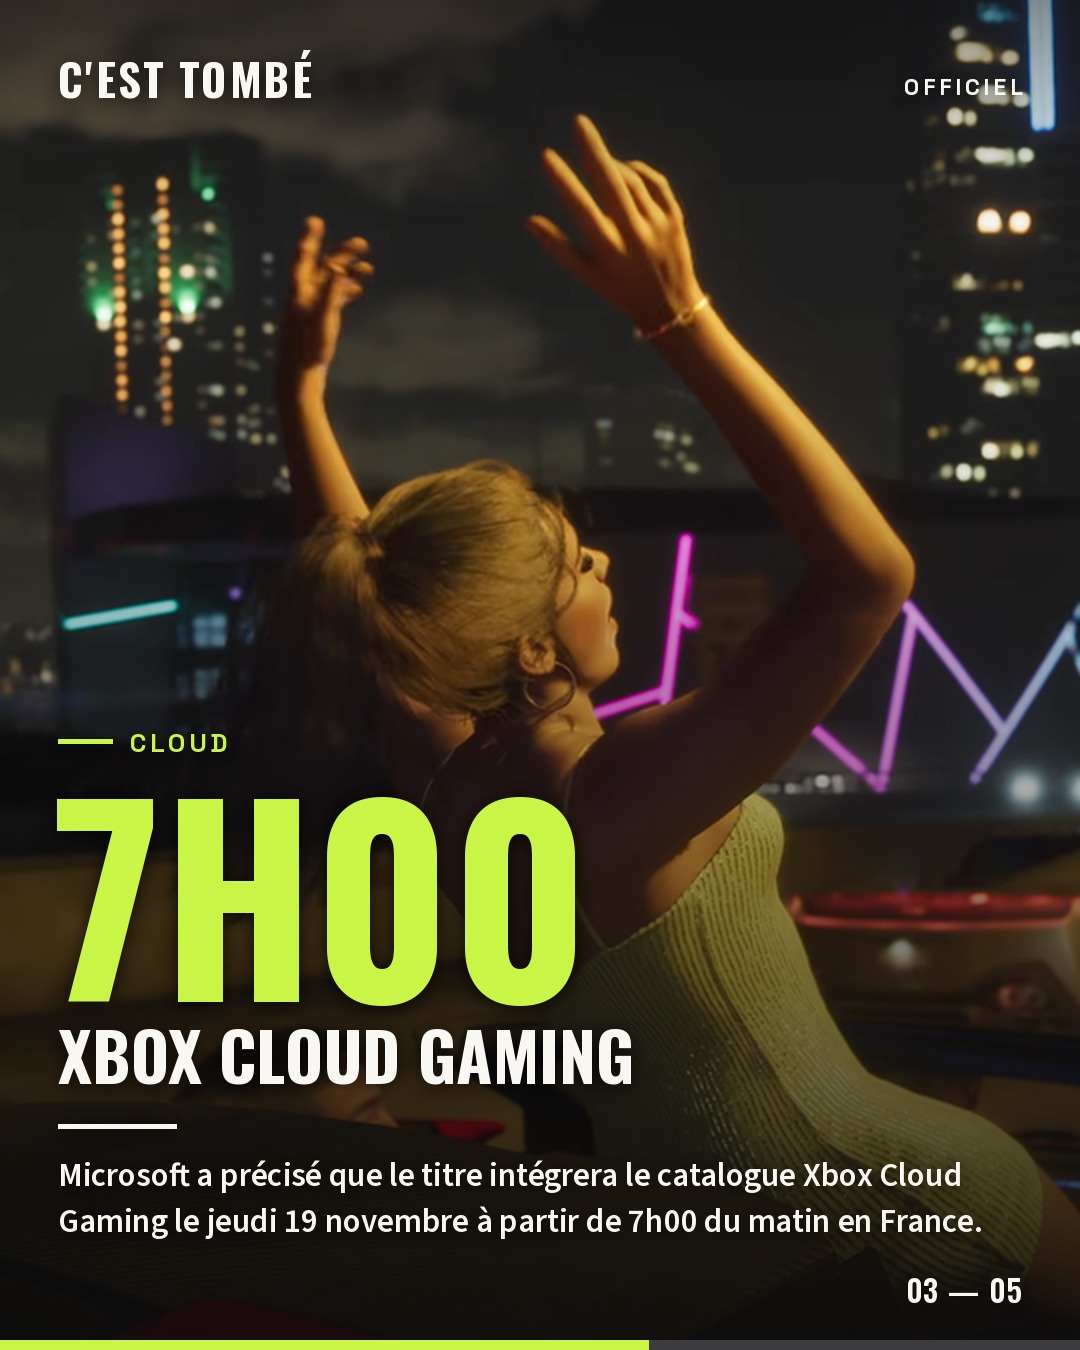 C'EST TOMBÉ
OFFICIEL
CLOUD
7H00
XBOX CLOUD GAMING
Microsoft a précisé que le titre intégrera le catalogue Xbox Cloud
Gaming le jeudi 19 novembre à partir de 7h00 du matin en France.
03 — 05